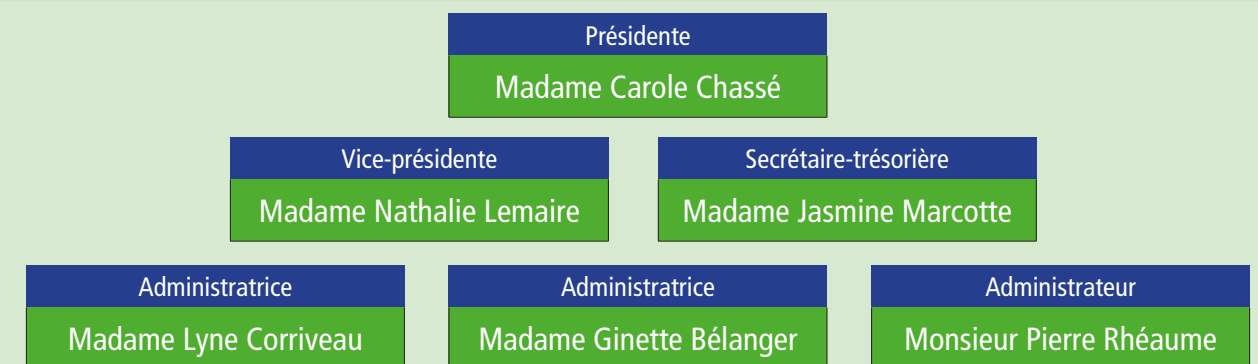 Présidente
Madame Carole Chassé
Vice-présidente
Madame Nathalie Lemaire
Secrétaire-trésorière
Madame Jasmine Marcotte
Administratrice
Madame Lyne Corriveau
Administratrice
Madame Ginette Bélanger
Administrateur
Monsieur Pierre Rhéaume